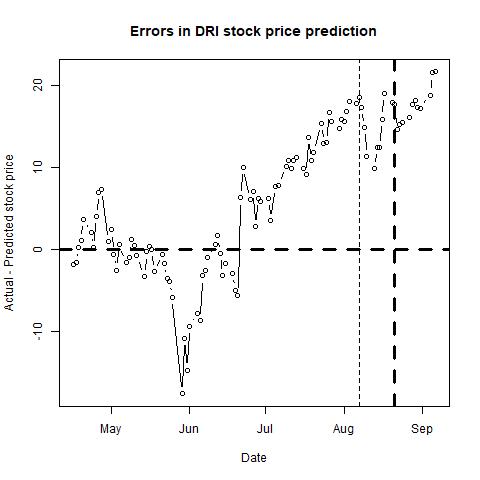 Errors in DRI stock price prediction
Actual - Predicted stock price
20
10
0
-10
May Jun Jul Aug Sep
Date